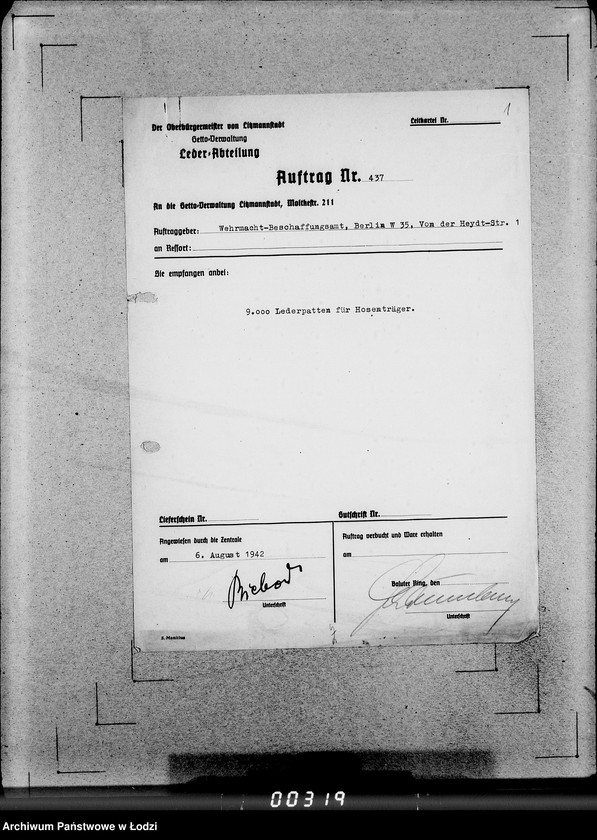 1
Der Oberbürgermeister von Litzmannstadt
Getto-Verwaltung
Leder-Abteilung
Leitkartei Nr.
Auftrag Nr. 437
An die Getto-Verwaltung Litzmannstadt, Moltkestr. 211
Auftraggeber: Wehrmacht-Beschaffungsamt, Berlin W 35, Von der Heydt-Str. 1
an Ressort:
Sie empfangen anbei:
9.000 Lederpatten für Hosenträger.
Lieferschein Nr.
Gutschrift Nr.
Angewiesen durch die Zentrale
Auftrag verbucht und Ware erhalten
am 6. August 1942
am
Baluter Ring, den
Biebow
Unterschrift
Unterschrift
00319
Archiwum Państwowe w Łodzi